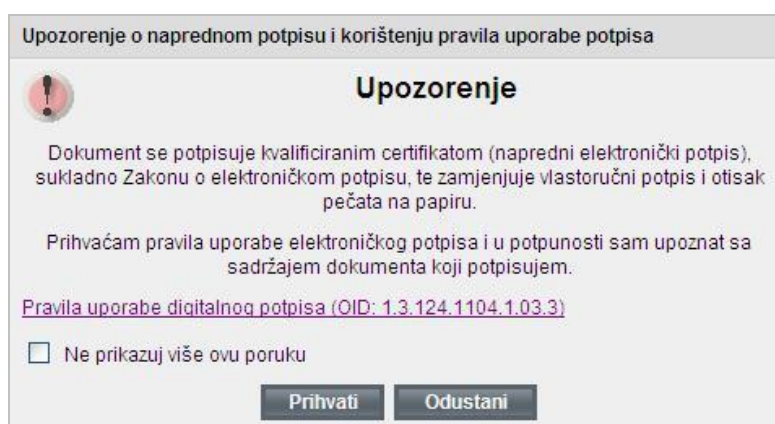 Upozorenje o naprednom potpisu i korištenju pravila uporabe potpisa
Upozorenje
Dokument se potpisuje kvalificiranim certifikatom (napredni elektronički potpis),
sukladno Zakonu o elektroničkom potpisu, te zamjenjuje vlastoručni potpis i otisak
pečata na papiru.
Prihvaćam pravila uporabe elektroničkog potpisa i u potpunosti sam upoznat sa
sadržajem dokumenta koji potpisujem.
Pravila uporabe digitalnog potpisa (OID: 1.3.124.1104.1.03.3)
Ne prikazuj više ovu poruku
Prihvati Odustani